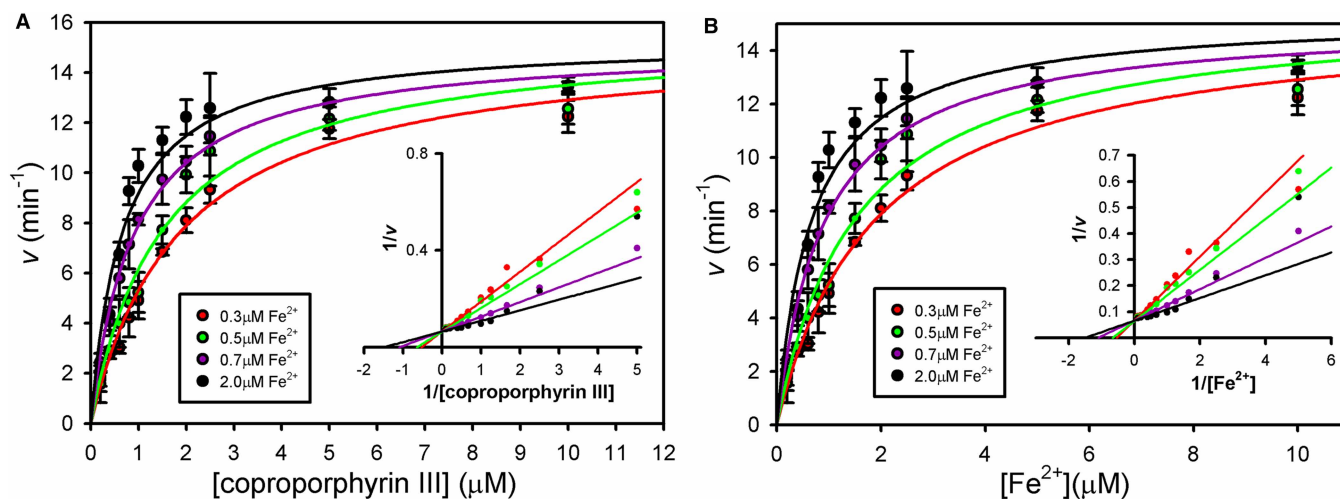 A
16
14
12
10
8
6
4
2
0
v (min⁻¹)
0 1 2 3 4 5 6 7 8 9 10 11 12
[coproporphyrin III] (μM)
0.3μM Fe²⁺
0.5μM Fe²⁺
0.7μM Fe²⁺
2.0μM Fe²⁺
0.8
0.4
1/v
-2 -1 0 1 2 3 4 5
1/[coproporphyrin III]
B
14
12
10
8
6
4
2
0
v (min⁻¹)
0 2 4 6 8 10
[Fe²⁺](μM)
0.3μM Fe²⁺
0.5μM Fe²⁺
0.7μM Fe²⁺
2.0μM Fe²⁺
0.7
0.6
0.5
0.4
0.3
0.2
0.1
1/v
-2 0 2 4 6
1/[Fe²⁺]